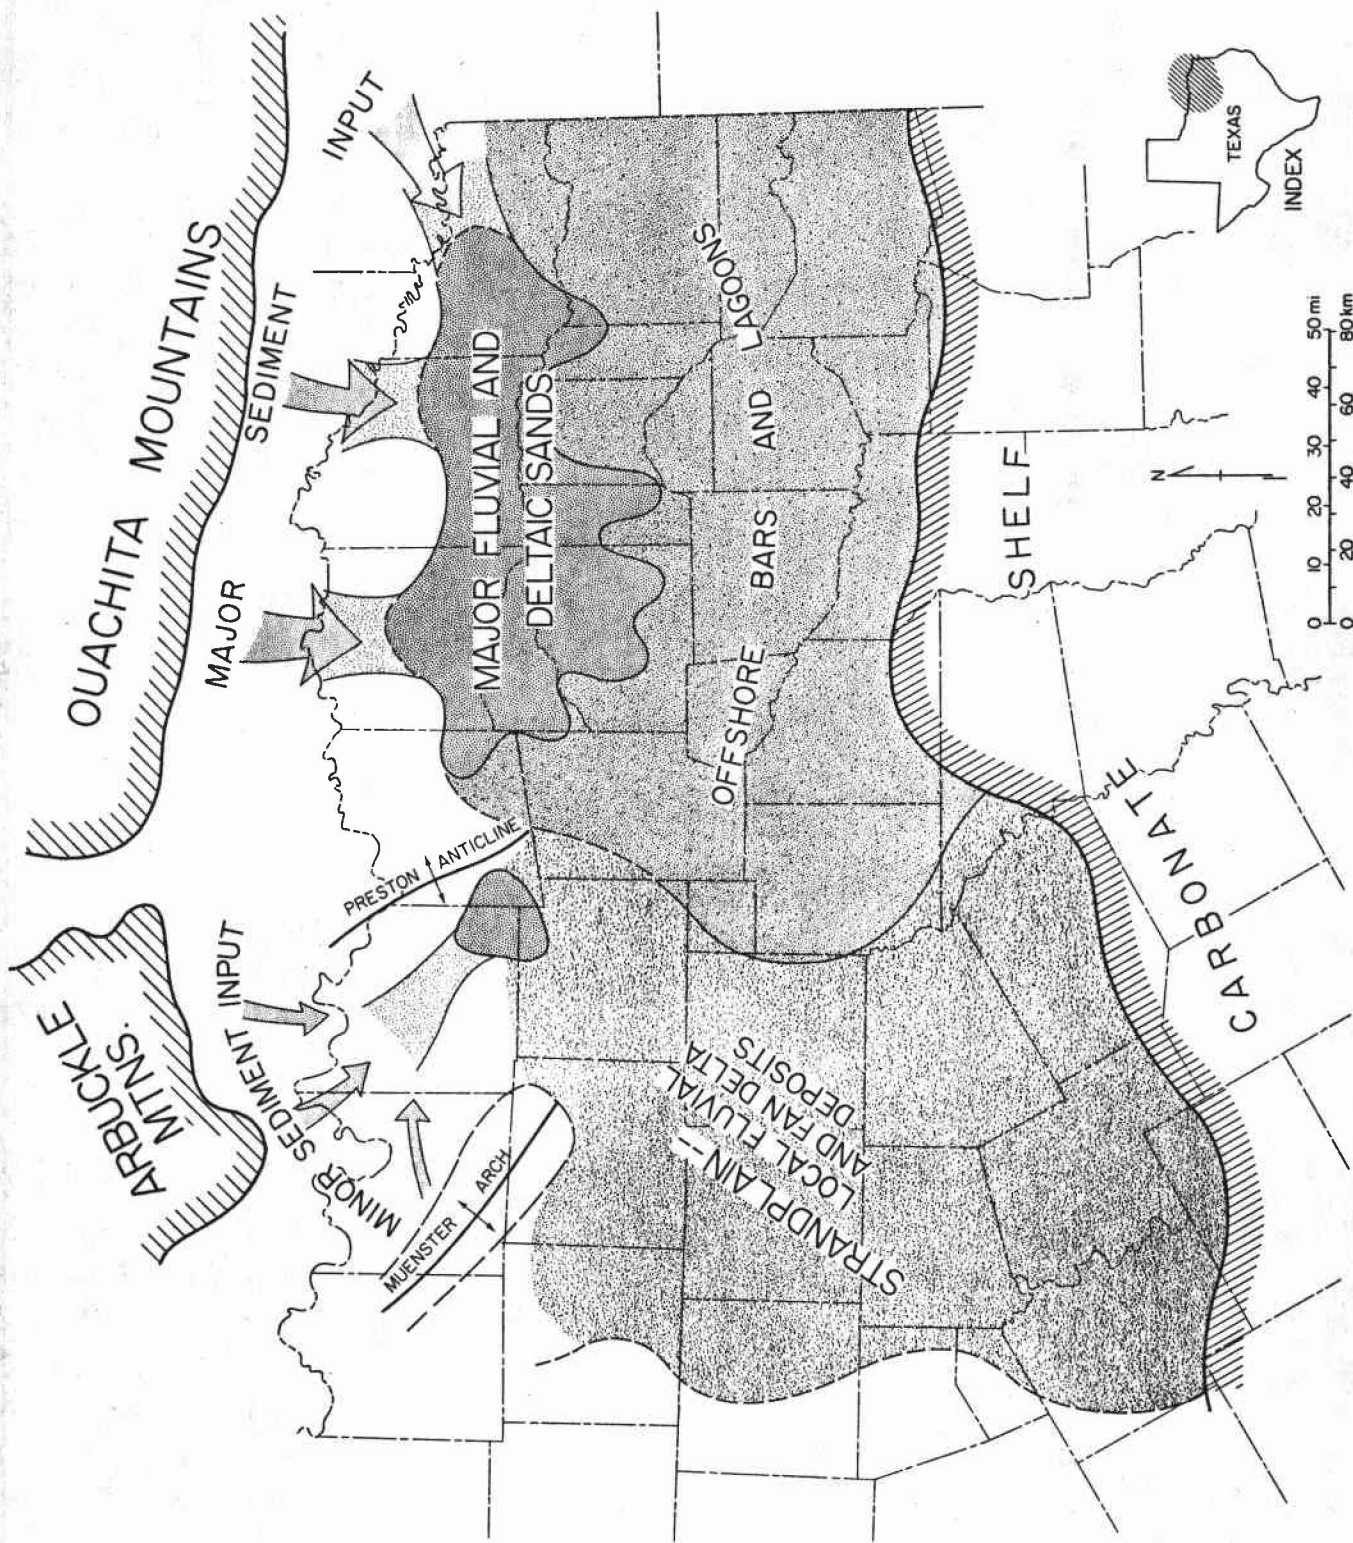 OUACHITA MOUNTAINS
ARBUCKLE
MTNS.
MAJOR SEDIMENT INPUT
MINOR SEDIMENT INPUT
PRESTON ANTICLINE
MUENSTER ARCH
MAJOR FLUVIAL AND
DELTAIC SANDS
OFFSHORE BARS AND LAGOONS
STRANDPLAIN --
LOCAL FLUVIAL
AND FAN DELTA
DEPOSITS
CARBONATE SHELF
N
TEXAS
INDEX
0 10 20 30 40 50 mi
0 20 40 60 80 km